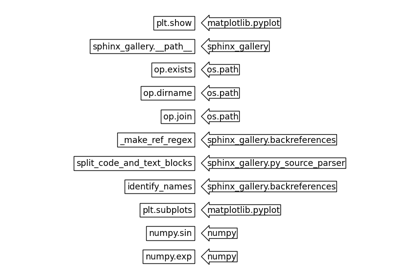 plt.show matplotlib.pyplot
sphinx_gallery.__path__ sphinx_gallery
op.exists os.path
op.dirname os.path
op.join os.path
_make_ref_regex sphinx_gallery.backreferences
split_code_and_text_blocks sphinx_gallery.py_source_parser
identify_names sphinx_gallery.backreferences
plt.subplots matplotlib.pyplot
numpy.sin numpy
numpy.exp numpy